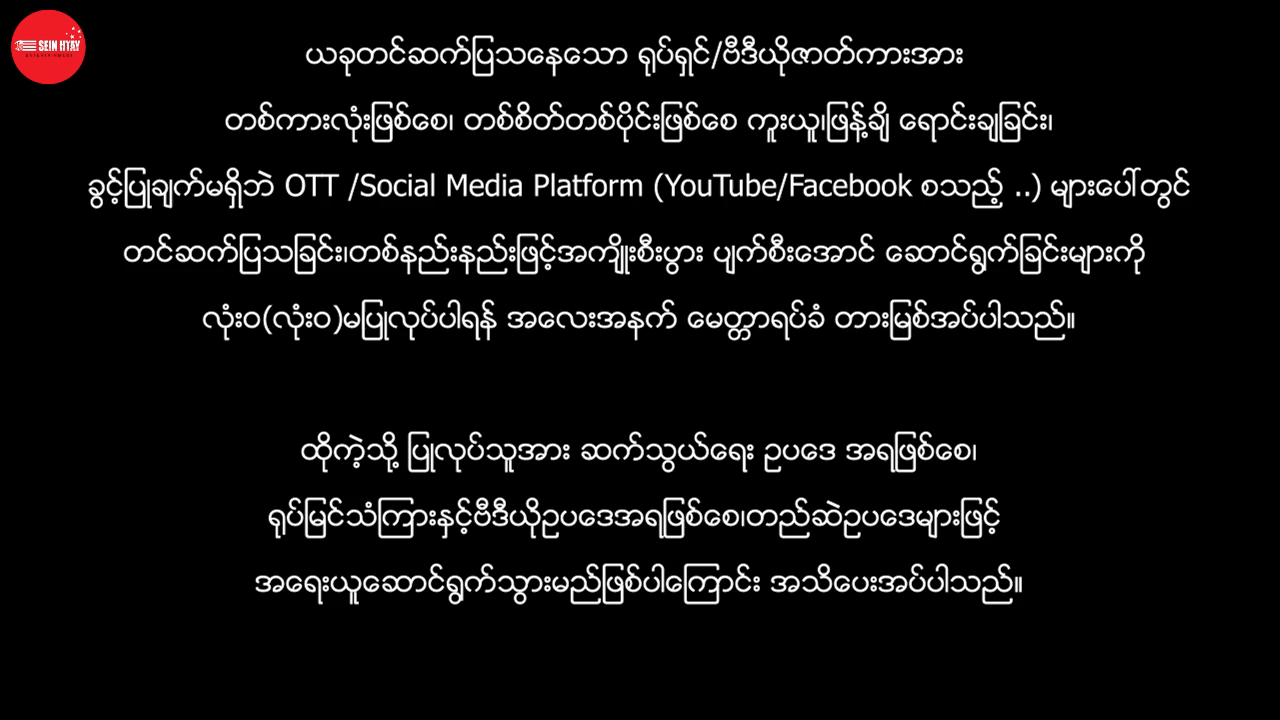 SEIN HTAY
ENTERTAINMENT
ယခုတင်ဆက်ပြသနေသော ရုပ်ရှင်/ဗီဒီယိုဇာတ်ကားအား
တစ်ကားလုံးဖြစ်စေ၊ တစ်စိတ်တစ်ပိုင်းဖြစ်စေ ကူးယူ၊ဖြန့်ချိ ရောင်းချခြင်း၊
ခွင့်ပြုချက်မရှိဘဲ OTT /Social Media Platform (YouTube/Facebook စသည့် ..) များပေါ်တွင်
တင်ဆက်ပြသခြင်း၊တစ်နည်းနည်းဖြင့်အကျိုးစီးပွား ပျက်စီးအောင် ဆောင်ရွက်ခြင်းများကို
လုံးဝ(လုံးဝ)မပြုလုပ်ပါရန် အလေးအနက် မေတ္တာရပ်ခံ တားမြစ်အပ်ပါသည်။
ထိုကဲ့သို့ ပြုလုပ်သူအား ဆက်သွယ်ရေး ဥပဒေ အရဖြစ်စေ၊
ရုပ်မြင်သံကြားနှင့်ဗီဒီယိုဥပဒေအရဖြစ်စေ၊တည်ဆဲဥပဒေများဖြင့်
အရေးယူဆောင်ရွက်သွားမည်ဖြစ်ပါကြောင်း အသိပေးအပ်ပါသည်။